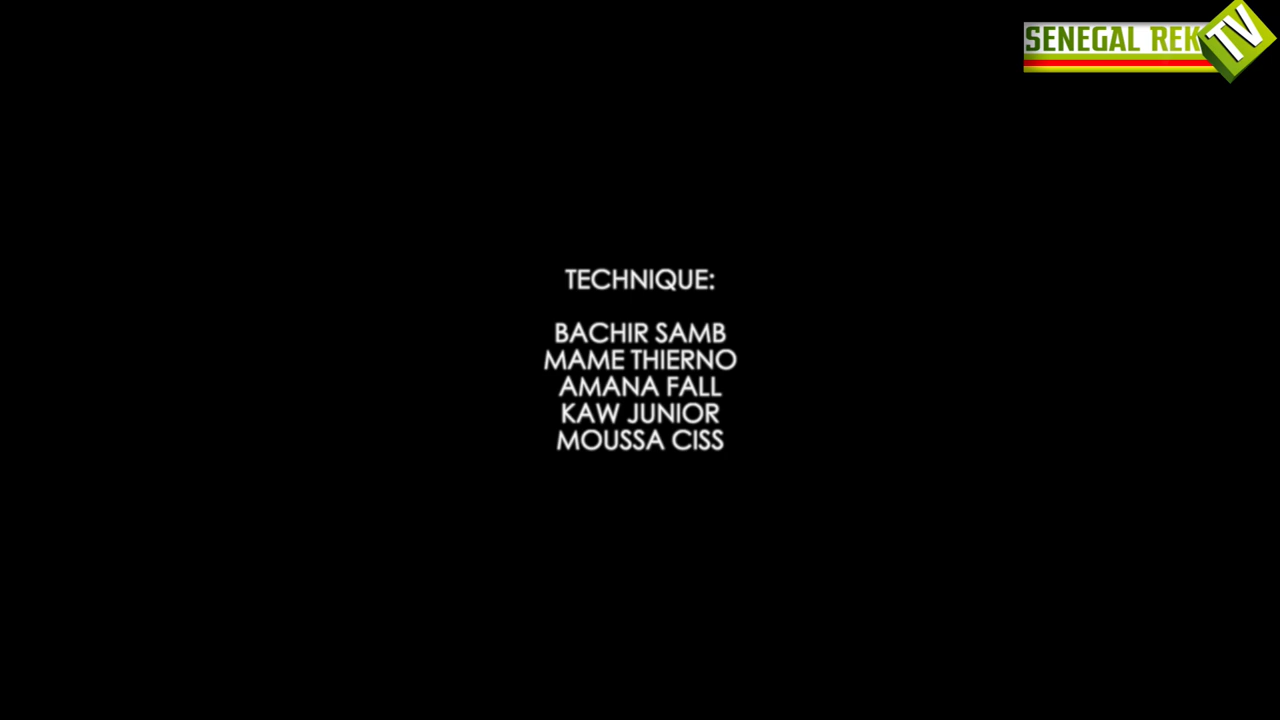 SENEGAL REK TV
TECHNIQUE:
BACHIR SAMB
MAME THIERNO
AMANA FALL
KAW JUNIOR
MOUSSA CISS